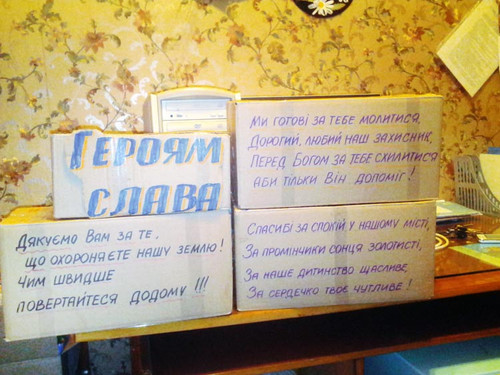 ГЕРОЯМ
СЛАВА
Дякуємо Вам за те,
що охороняєте нашу землю!
Чим швидше
повертайтеся додому!!!
Ми готові за тебе молитися,
Дорогий, любий наш захисник,
Перед Богом за тебе схилитися
аби тільки Він допоміг!
Спасибі за спокій у нашому місті,
За промінчики сонця золотисті,
За наше дитинство щасливе,
За сердечко твоє чутливе!